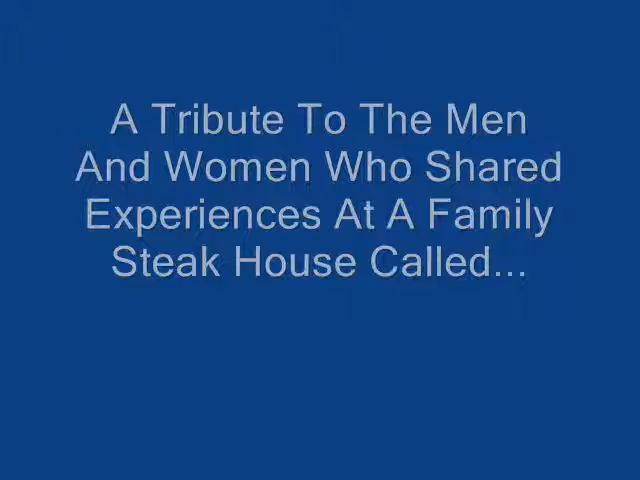 A Tribute To The Men
And Women Who Shared
Experiences At A Family
Steak House Called...